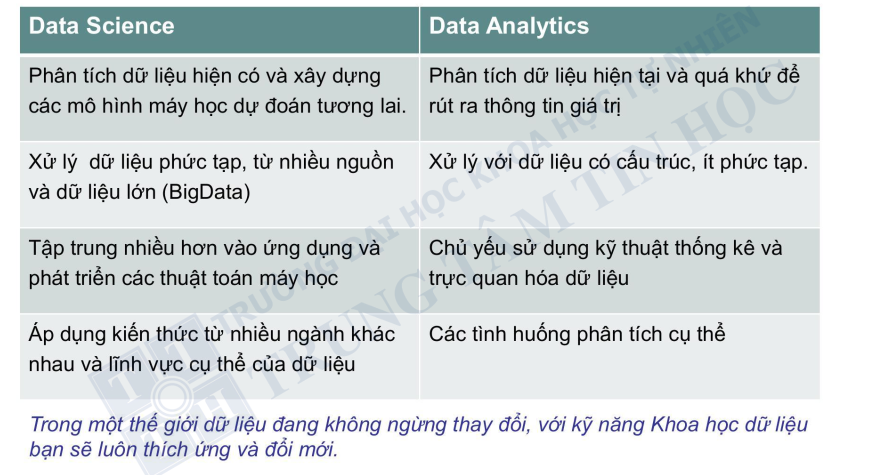 Data Science
Data Analytics
Phân tích dữ liệu hiện có và xây dựng
các mô hình máy học dự đoán tương lai.
Phân tích dữ liệu hiện tại và quá khứ để
rút ra thông tin giá trị
Xử lý  dữ liệu phức tạp, từ nhiều nguồn
và dữ liệu lớn (BigData)
Xử lý với dữ liệu có cấu trúc, ít phức tạp.
Tập trung nhiều hơn vào ứng dụng và
phát triển các thuật toán máy học
Chủ yếu sử dụng kỹ thuật thống kê và
trực quan hóa dữ liệu
Áp dụng kiến thức từ nhiều ngành khác
nhau và lĩnh vực cụ thể của dữ liệu
Các tình huống phân tích cụ thể
Trong một thế giới dữ liệu đang không ngừng thay đổi, với kỹ năng Khoa học dữ liệu
bạn sẽ luôn thích ứng và đổi mới.
TRƯỜNG ĐẠI HỌC KHOA HỌC TỰ NHIÊN
TRUNG TÂM TIN HỌC